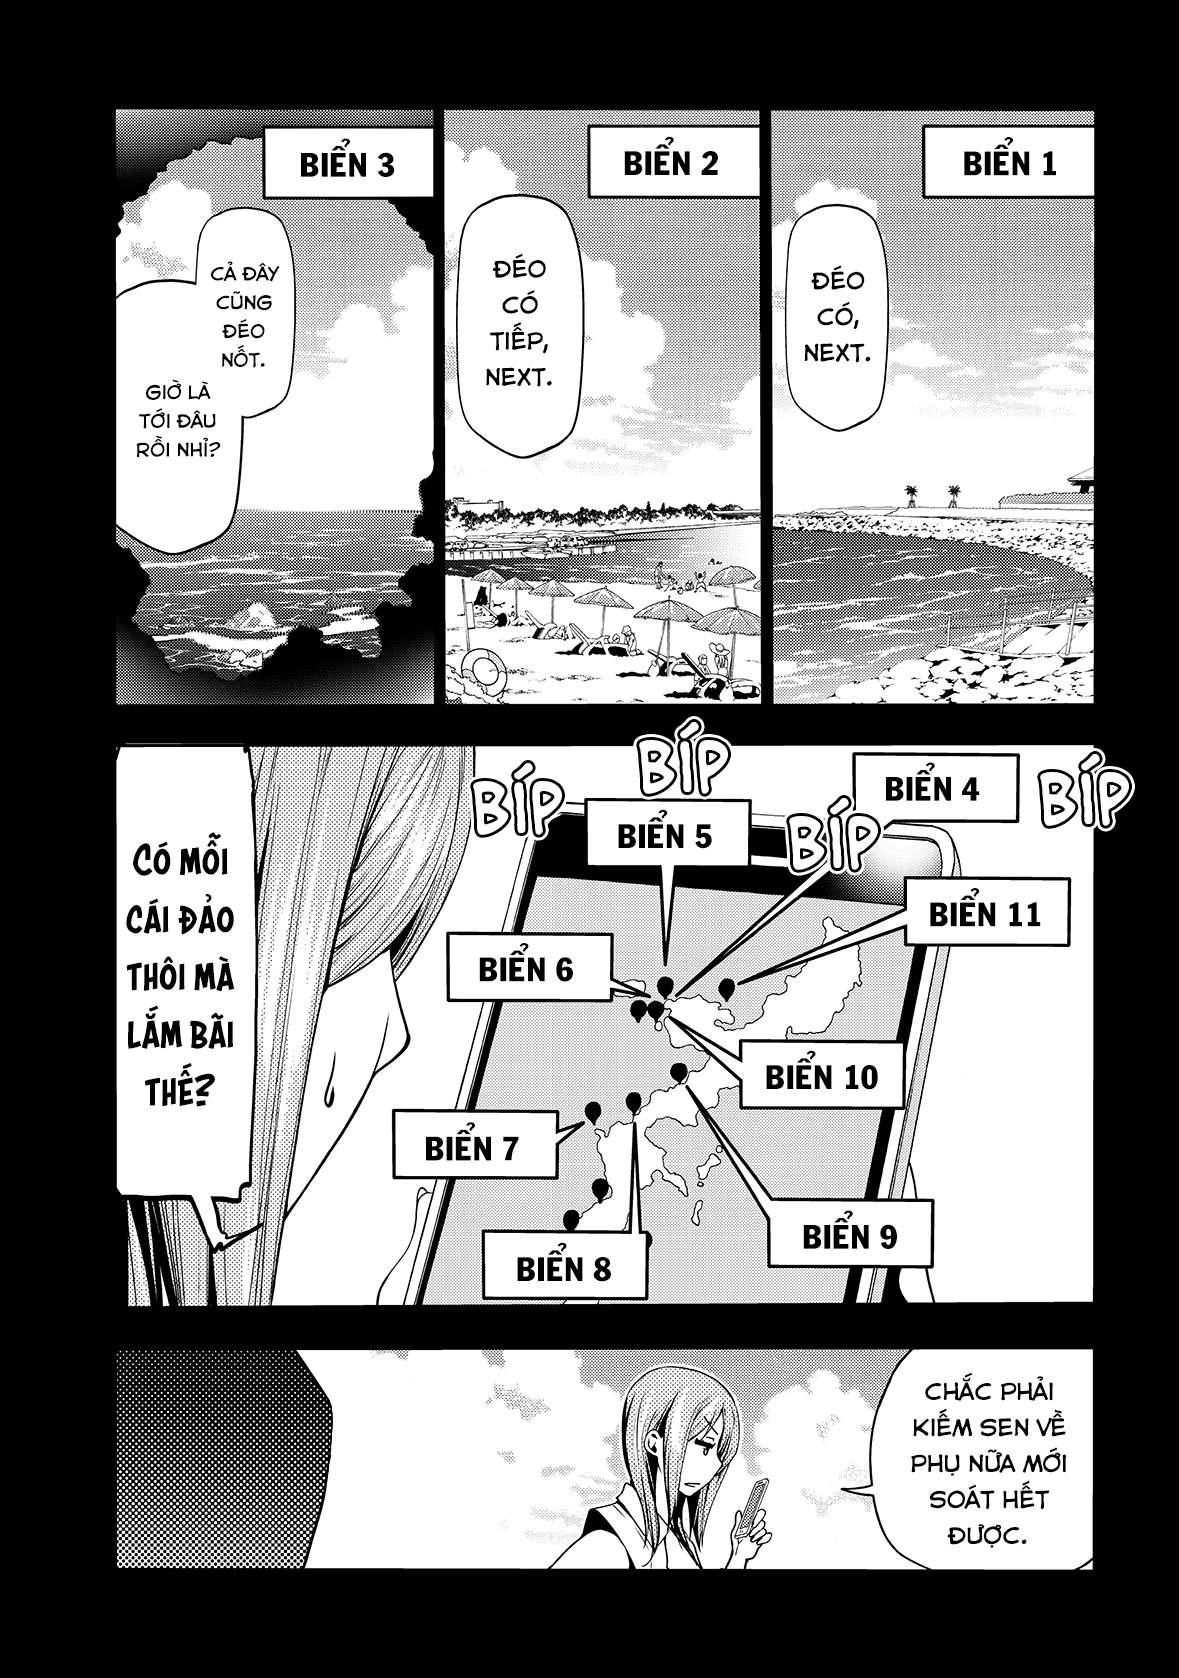 BIỂN 1
ĐÉO
CÓ,
NEXT.
BIỂN 2
ĐÉO
CÓ
TIẾP,
NEXT.
BIỂN 3
CẢ ĐÂY
CŨNG
ĐÉO
NỐT.
GIỜ LÀ
TỚI ĐÂU
RỒI NHỈ?
BÍP
BIỂN 4
BÍP
BÍP
BIỂN 5
BÍP
BIỂN 11
BIỂN 6
BIỂN 10
BIỂN 7
BIỂN 9
BIỂN 8
CÓ MỖI
CÁI ĐẢO
THÔI MÀ
LẮM BÃI
THẾ?
CHẮC PHẢI
KIẾM SEN VỀ
PHỤ NỮA MỚI
SOÁT HẾT
ĐƯỢC.